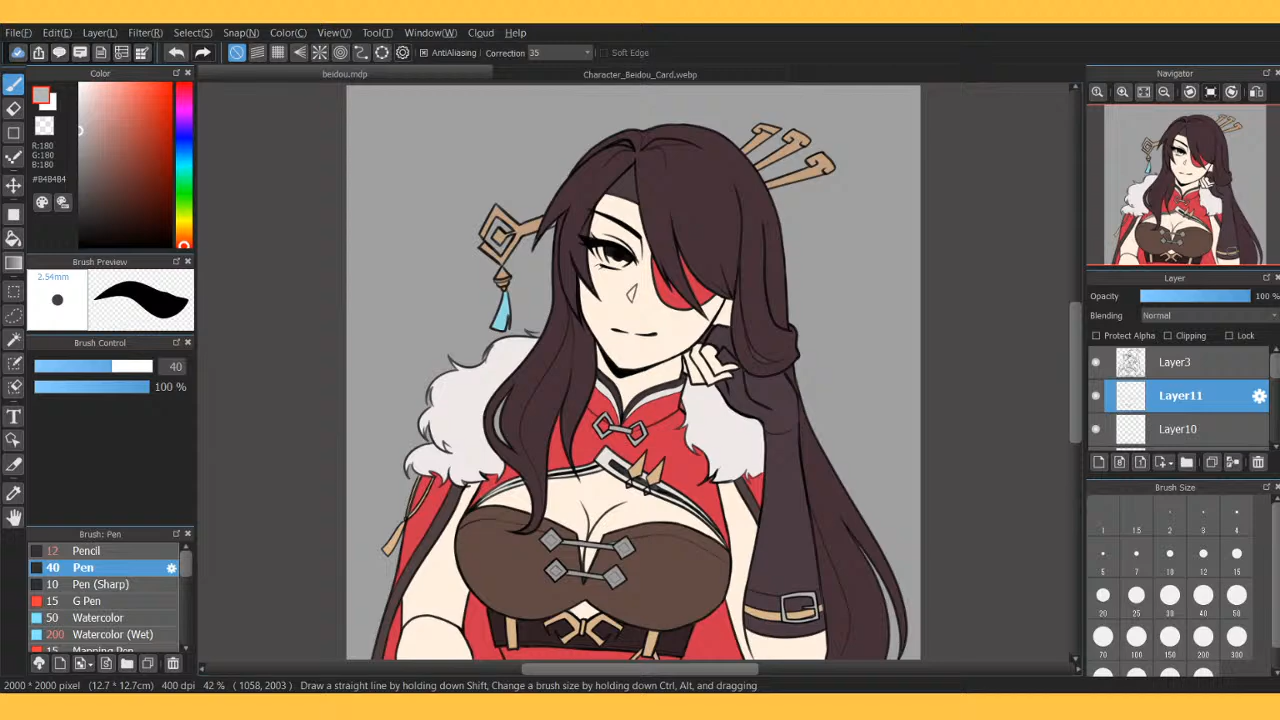 File(F) Edit(E) Layer(L) Filter(R) Select(S) Snap(N) Color(C) View(V) Tool(T) Window(W) Cloud Help
AntiAliasing Correction 35 Soft Edge
Color
beidou.mdp
Character_Beidou_Card.webp
Navigator
R:180
G:180
B:180
#B4B4B4
Brush Preview
2.54mm
Layer
Opacity 100 %
Blending Normal
Protect Alpha Clipping Lock
Brush Control
40
100 %
Layer3
Layer11
Layer10
Brush Size
1 1.5 2 3 4
5 7 10 12 15
20 25 30 40 50
70 100 150 200 300
Brush: Pen
12 Pencil
40 Pen
10 Pen (Sharp)
15 G Pen
50 Watercolor
200 Watercolor (Wet)
15 Mapping Pen
2000 * 2000 pixel (12.7 * 12.7cm) 400 dpi 42 % ( 1058, 2003 ) Draw a straight line by holding down Shift, Change a brush size by holding down Ctrl, Alt, and dragging